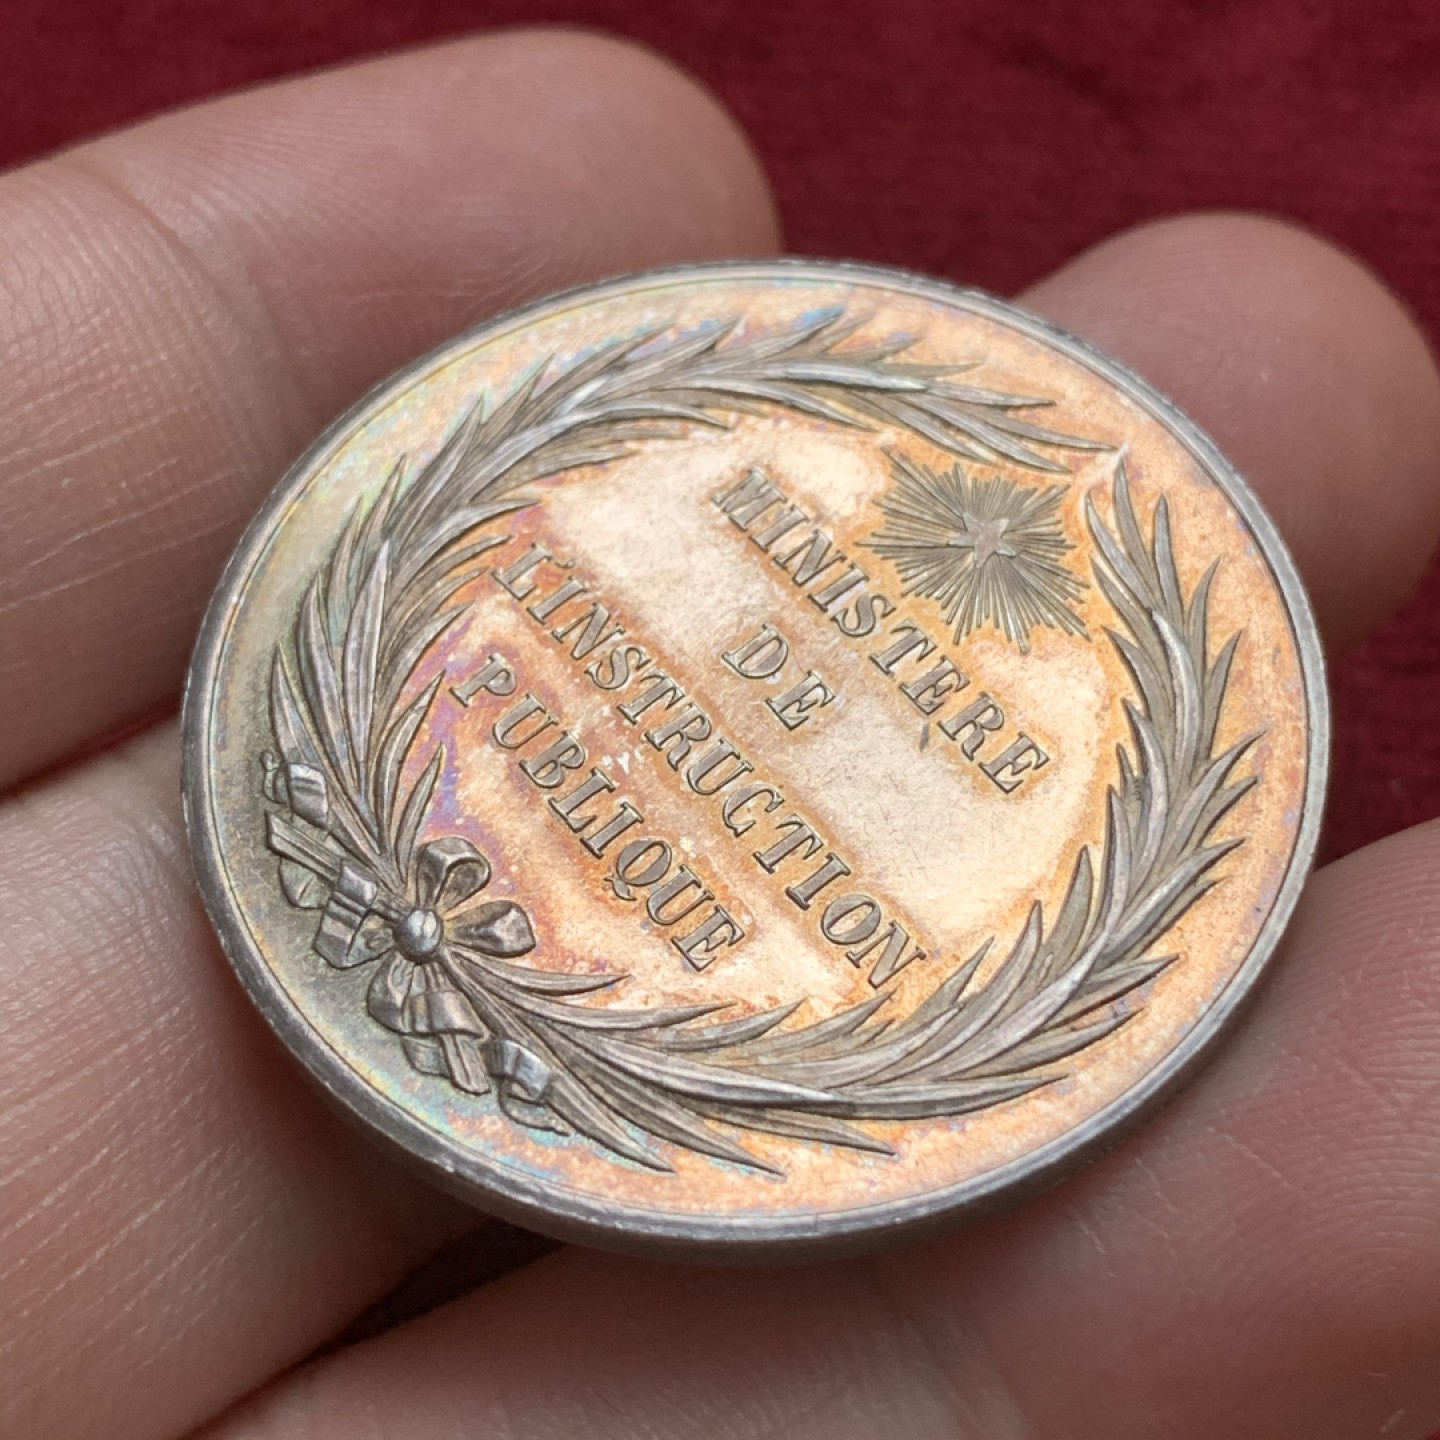 MINISTERE
DE
L'INSTRUCTION
PUBLIQUE